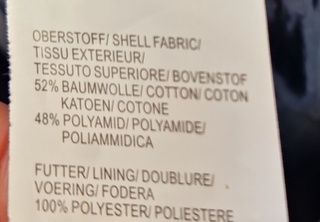 OBERSTOFF/ SHELL FABRIC/
TISSU EXTERIEUR/
TESSUTO SUPERIORE/ BOVENSTOF
52% BAUMWOLLE/ COTTON/ COTON
KATOEN/ COTONE
48% POLYAMID/ POLYAMIDE/
POLIAMMIDICA
FUTTER/ LINING/ DOUBLURE/
VOERING/ FODERA
100% POLYESTER/ POLIESTERE